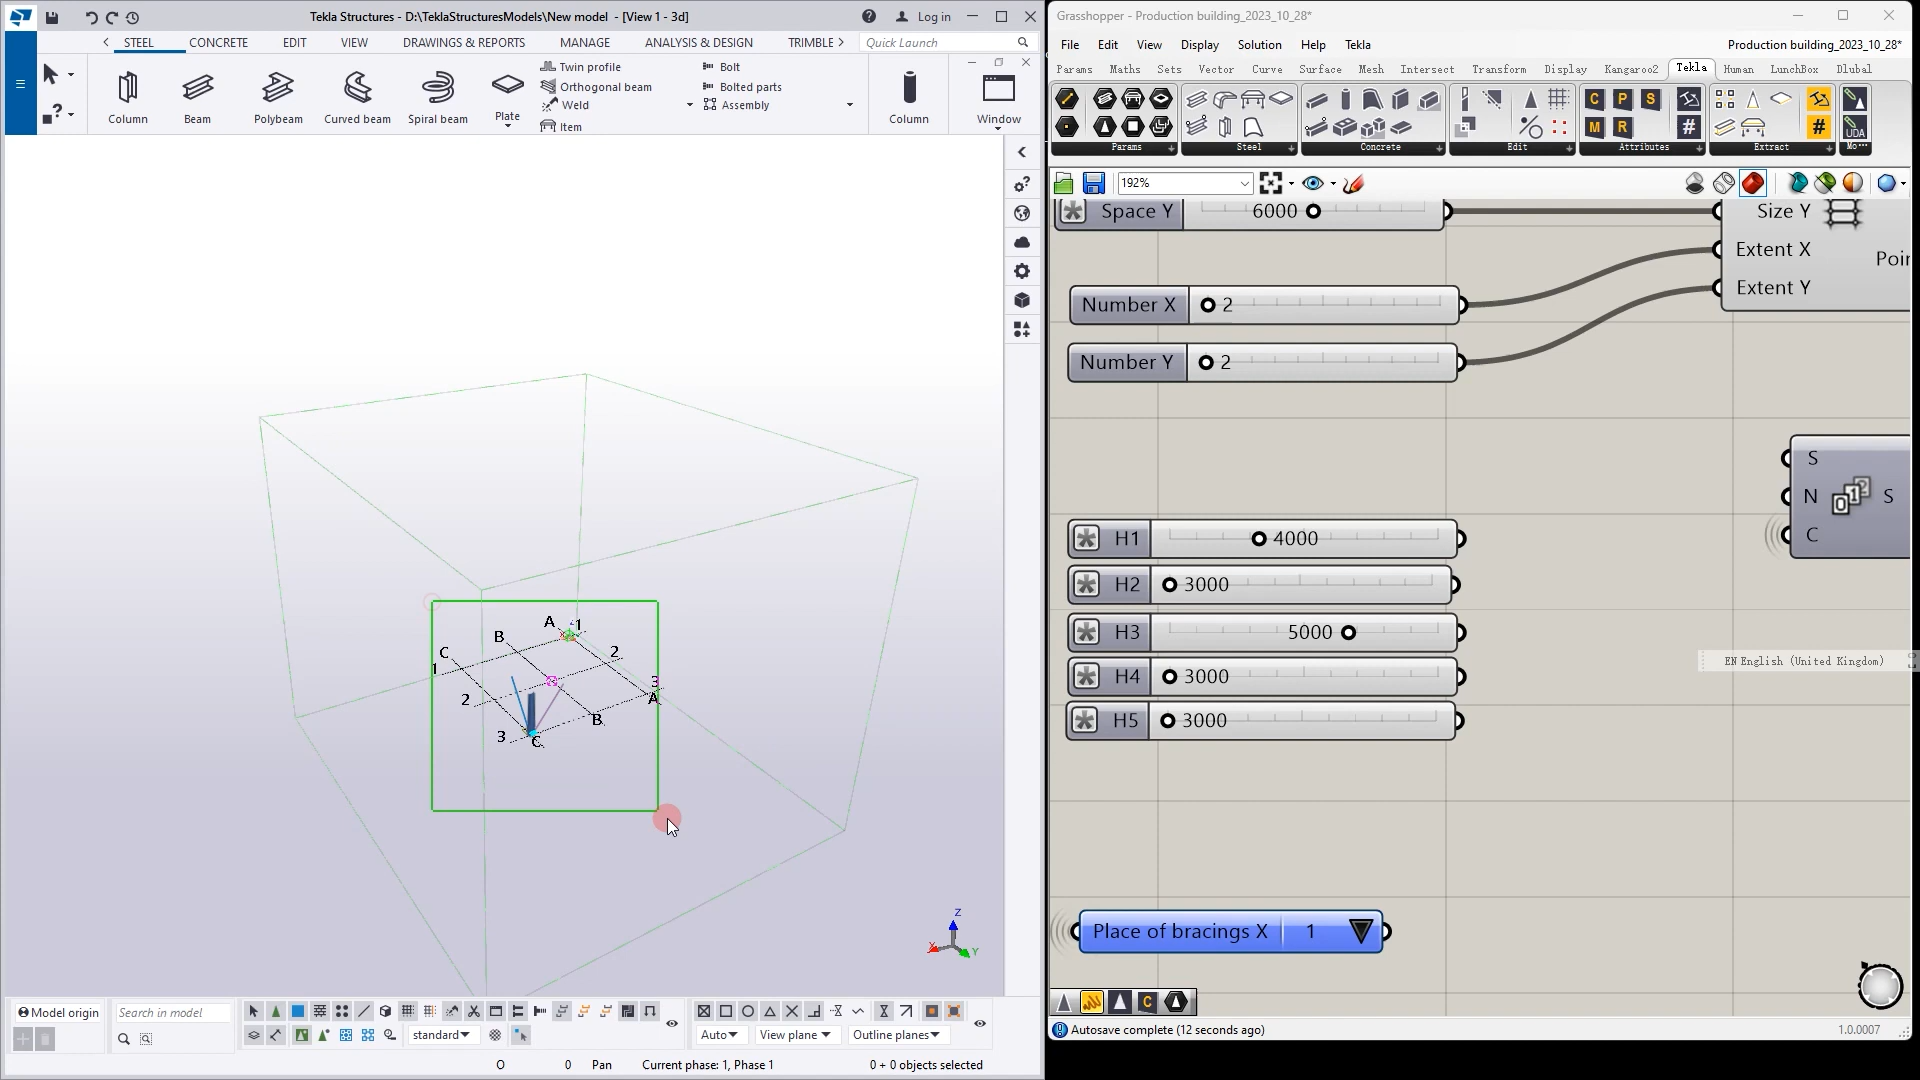 Tekla Structures - D:\TeklaStructuresModels\New model - [View 1 - 3d]
Log in
STEEL
CONCRETE
EDIT
VIEW
DRAWINGS & REPORTS
MANAGE
ANALYSIS & DESIGN
TRIMBLE
Quick Launch
Column
Beam
Polybeam
Curved beam
Spiral beam
Plate
Twin profile
Orthogonal beam
Weld
Item
Bolt
Bolted parts
Assembly
Column
Window
A
1
B
C
1
2
2
3
A
B
3
C
Z
X
Y
Model origin
Search in model
standard
Auto
View plane
Outline planes
O
0
Pan
Current phase: 1, Phase 1
0 + 0 objects selected
Grasshopper - Production building_2023_10_28*
File
Edit
View
Display
Solution
Help
Tekla
Production building_2023_10_28*
Params
Maths
Sets
Vector
Curve
Surface
Mesh
Intersect
Transform
Display
Kangaroo2
Tekla
Human
LunchBox
Dlubal
C P S
M R
#
#
UDA
Params
Steel
Concrete
Edit
Attributes
Extract
Mo···
192%
Space Y
6000
Size Y
Extent X
Extent Y
Poin
Number X
2
Number Y
2
S
N
C
S
H1
4000
H2
3000
H3
5000
H4
3000
H5
3000
EN English (United Kingdom)
Place of bracings X
1
C
Autosave complete (12 seconds ago)
1.0.0007